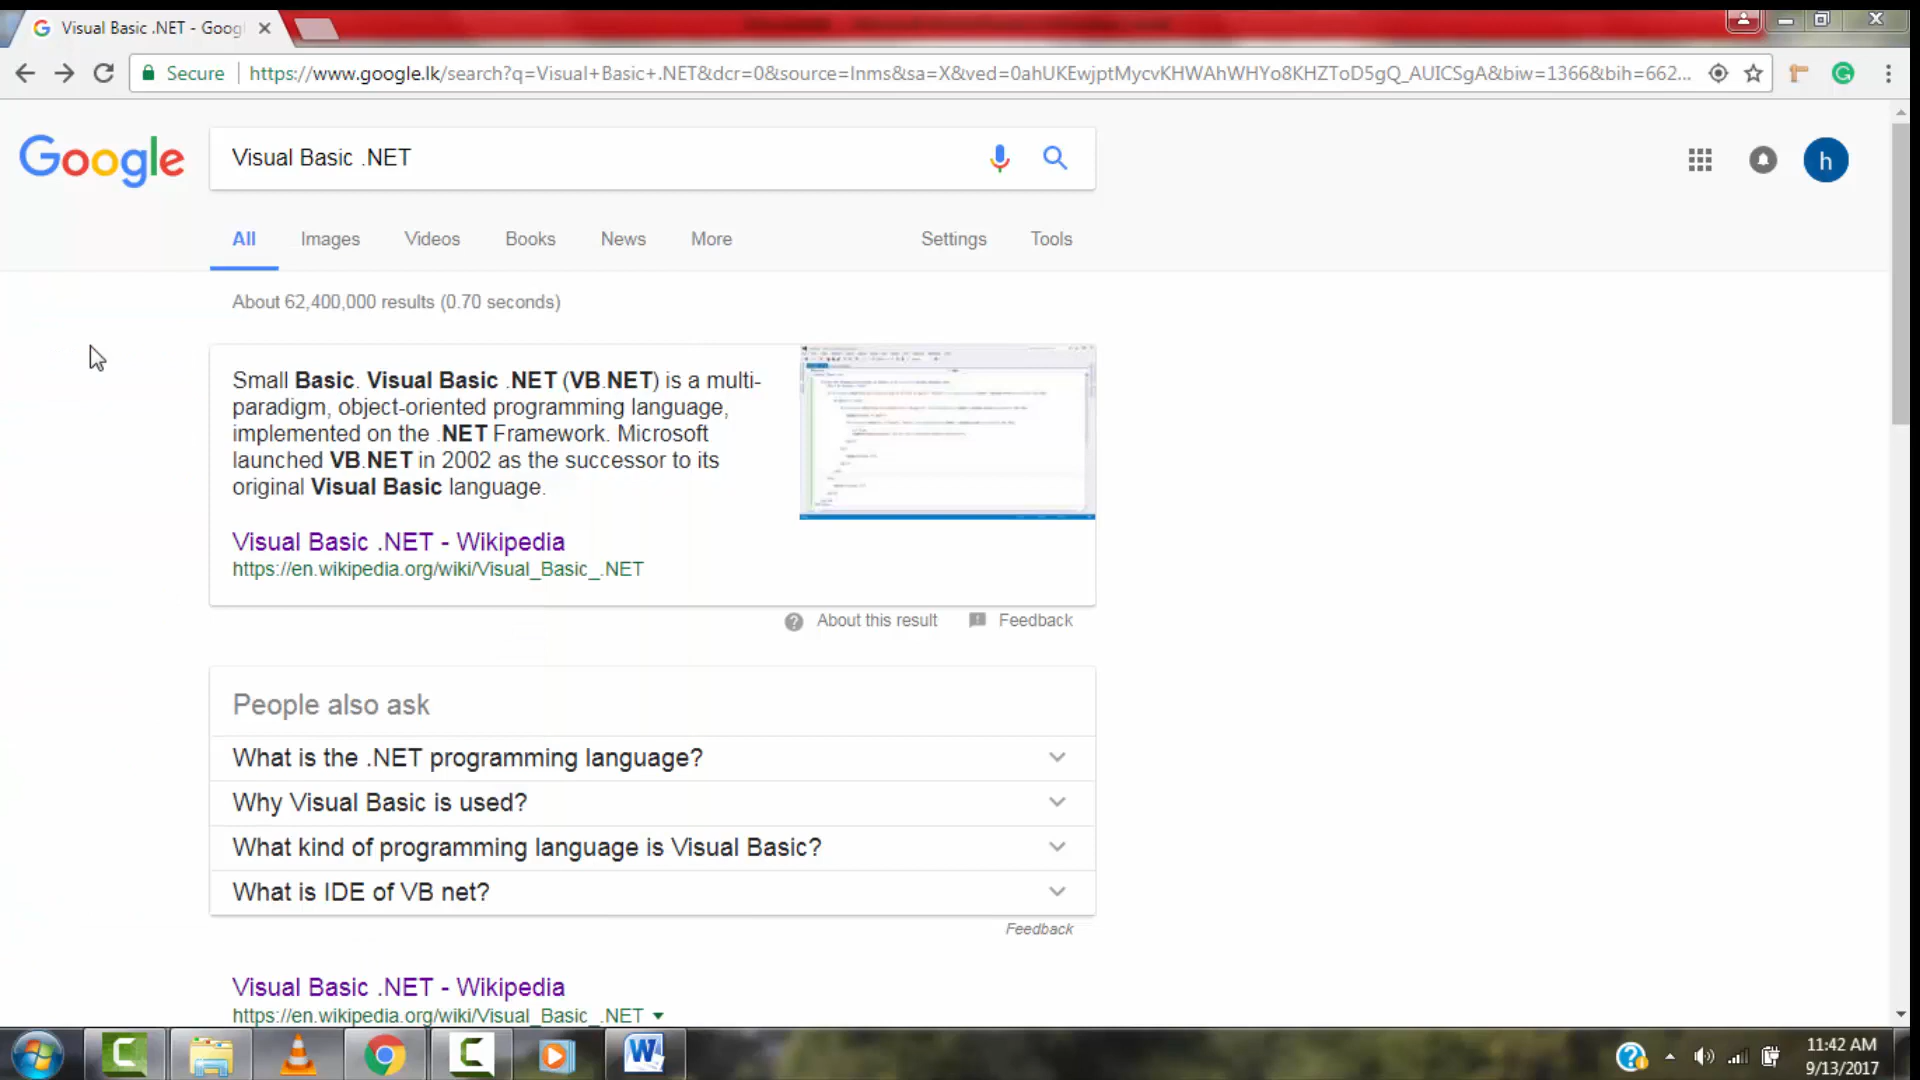 Visual Basic .NET - Goog
Secure
https://www.google.lk/search?q=Visual+Basic+.NET&dcr=0&source=lnms&sa=X&ved=0ahUKEwjptMycvKHWAhWHYo8KHZToD5gQ_AUICSgA&biw=1366&bih=662...
Google
Visual Basic .NET
h
All Images Videos Books News More Settings Tools
About 62,400,000 results (0.70 seconds)
Small Basic. Visual Basic .NET (VB.NET) is a multi-
paradigm, object-oriented programming language,
implemented on the .NET Framework. Microsoft
launched VB.NET in 2002 as the successor to its
original Visual Basic language.
Visual Basic .NET - Wikipedia
https://en.wikipedia.org/wiki/Visual_Basic_.NET
About this result Feedback
People also ask
What is the .NET programming language?
Why Visual Basic is used?
What kind of programming language is Visual Basic?
What is IDE of VB net?
Feedback
Visual Basic .NET - Wikipedia
https://en.wikipedia.org/wiki/Visual_Basic_.NET
11:42 AM
9/13/2017